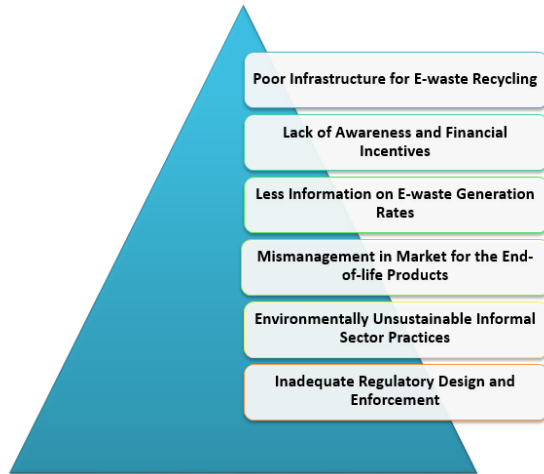 Poor Infrastructure for E-waste Recycling
Lack of Awareness and Financial
Incentives
Less Information on E-waste Generation
Rates
Mismanagement in Market for the End-
of-life Products
Environmentally Unsustainable Informal
Sector Practices
Inadequate Regulatory Design and
Enforcement